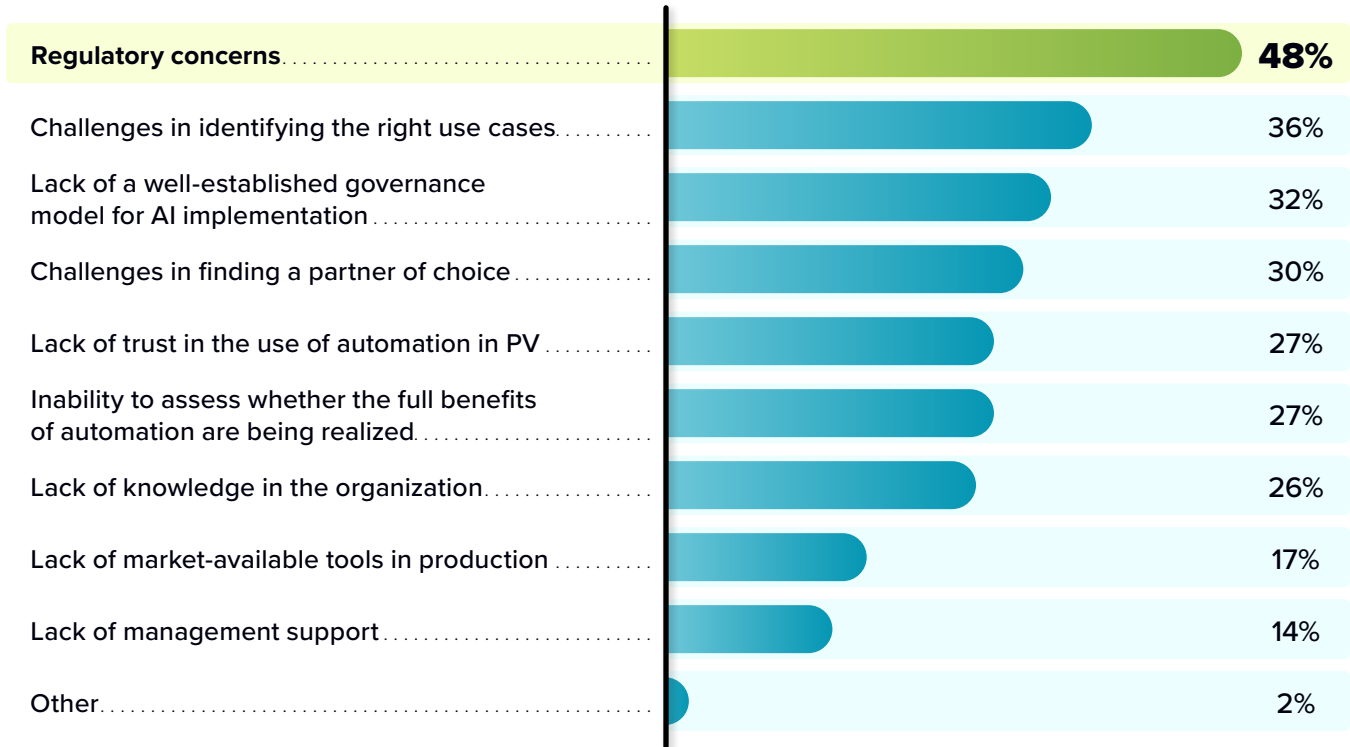 Regulatory concerns 48%
Challenges in identifying the right use cases 36%
Lack of a well-established governance
model for AI implementation 32%
Challenges in finding a partner of choice 30%
Lack of trust in the use of automation in PV 27%
Inability to assess whether the full benefits
of automation are being realized 27%
Lack of knowledge in the organization 26%
Lack of market-available tools in production 17%
Lack of management support 14%
Other 2%